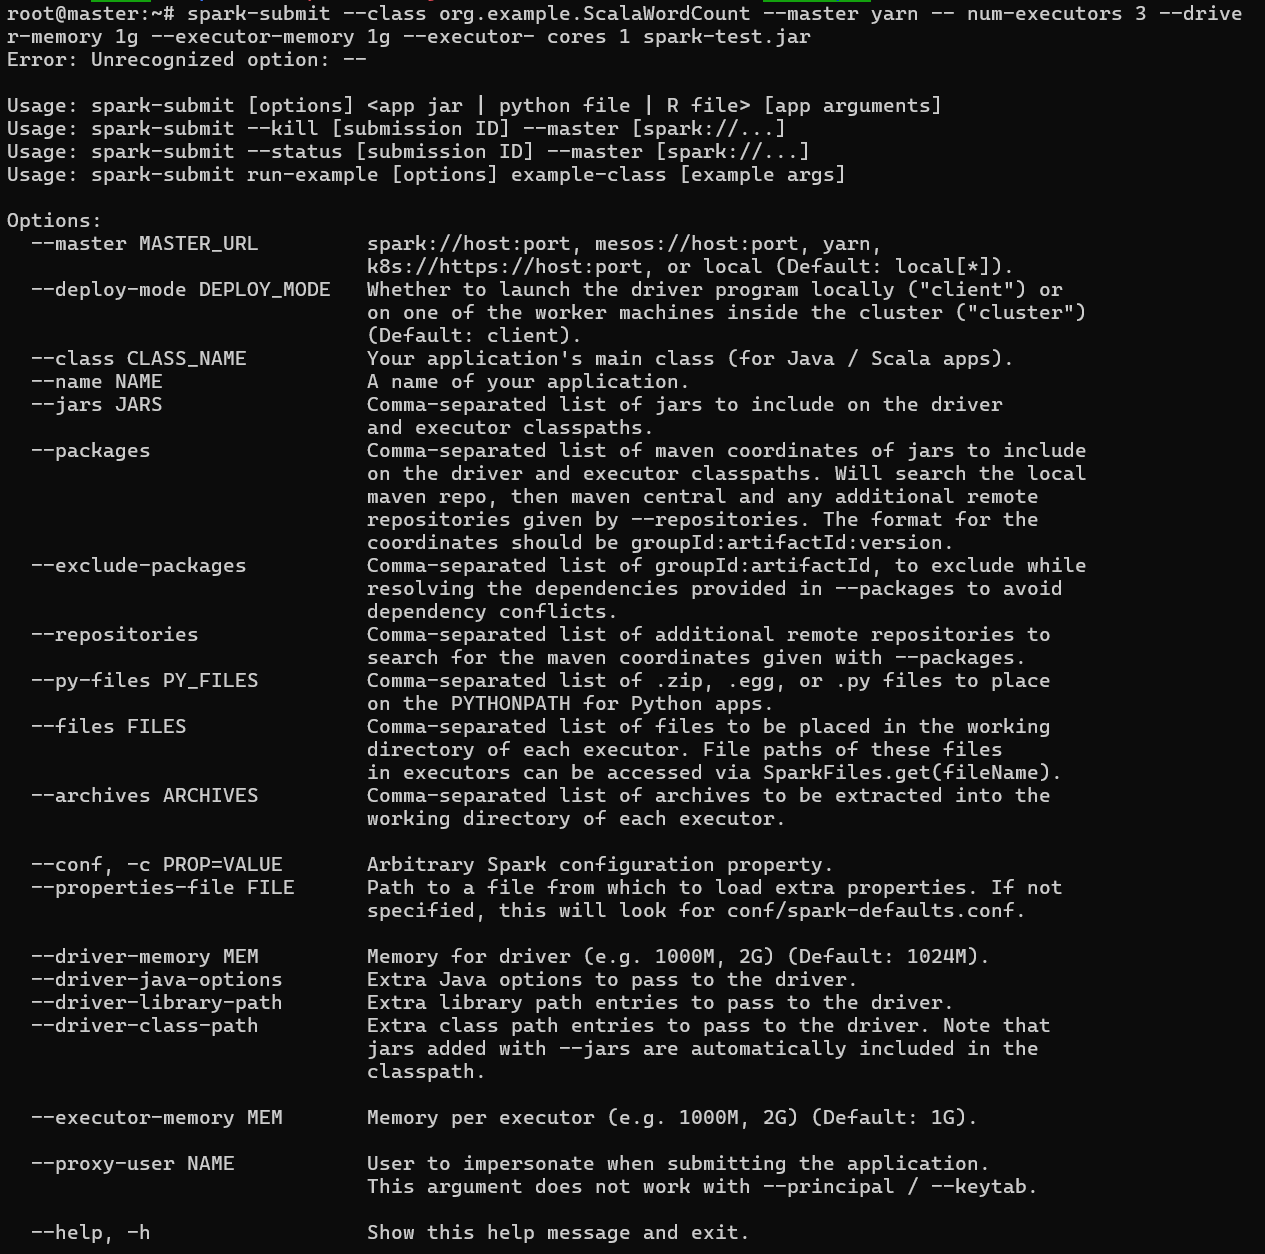 root@master:~# spark-submit --class org.example.ScalaWordCount --master yarn -- num-executors 3 --drive
r-memory 1g --executor-memory 1g --executor- cores 1 spark-test.jar
Error: Unrecognized option: --

Usage: spark-submit [options] <app jar | python file | R file> [app arguments]
Usage: spark-submit --kill [submission ID] --master [spark://...]
Usage: spark-submit --status [submission ID] --master [spark://...]
Usage: spark-submit run-example [options] example-class [example args]

Options:
  --master MASTER_URL         spark://host:port, mesos://host:port, yarn,
                              k8s://https://host:port, or local (Default: local[*]).
  --deploy-mode DEPLOY_MODE   Whether to launch the driver program locally ("client") or
                              on one of the worker machines inside the cluster ("cluster")
                              (Default: client).
  --class CLASS_NAME          Your application's main class (for Java / Scala apps).
  --name NAME                 A name of your application.
  --jars JARS                 Comma-separated list of jars to include on the driver
                              and executor classpaths.
  --packages                  Comma-separated list of maven coordinates of jars to include
                              on the driver and executor classpaths. Will search the local
                              maven repo, then maven central and any additional remote
                              repositories given by --repositories. The format for the
                              coordinates should be groupId:artifactId:version.
  --exclude-packages          Comma-separated list of groupId:artifactId, to exclude while
                              resolving the dependencies provided in --packages to avoid
                              dependency conflicts.
  --repositories              Comma-separated list of additional remote repositories to
                              search for the maven coordinates given with --packages.
  --py-files PY_FILES         Comma-separated list of .zip, .egg, or .py files to place
                              on the PYTHONPATH for Python apps.
  --files FILES               Comma-separated list of files to be placed in the working
                              directory of each executor. File paths of these files
                              in executors can be accessed via SparkFiles.get(fileName).
  --archives ARCHIVES         Comma-separated list of archives to be extracted into the
                              working directory of each executor.

  --conf, -c PROP=VALUE       Arbitrary Spark configuration property.
  --properties-file FILE      Path to a file from which to load extra properties. If not
                              specified, this will look for conf/spark-defaults.conf.

  --driver-memory MEM         Memory for driver (e.g. 1000M, 2G) (Default: 1024M).
  --driver-java-options       Extra Java options to pass to the driver.
  --driver-library-path       Extra library path entries to pass to the driver.
  --driver-class-path         Extra class path entries to pass to the driver. Note that
                              jars added with --jars are automatically included in the
                              classpath.

  --executor-memory MEM       Memory per executor (e.g. 1000M, 2G) (Default: 1G).

  --proxy-user NAME           User to impersonate when submitting the application.
                              This argument does not work with --principal / --keytab.

  --help, -h                  Show this help message and exit.